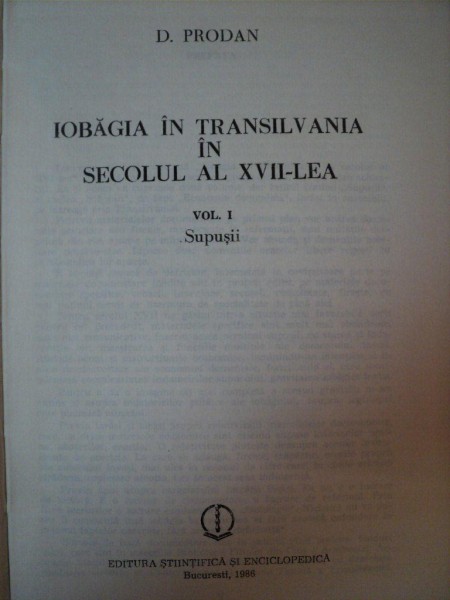 D. PRODAN
IOBĂGIA ÎN TRANSILVANIA
ÎN
SECOLUL AL XVII-LEA
VOL. I
Supușii
EDITURA ȘTIINȚIFICĂ ȘI ENCICLOPEDICĂ
București, 1986